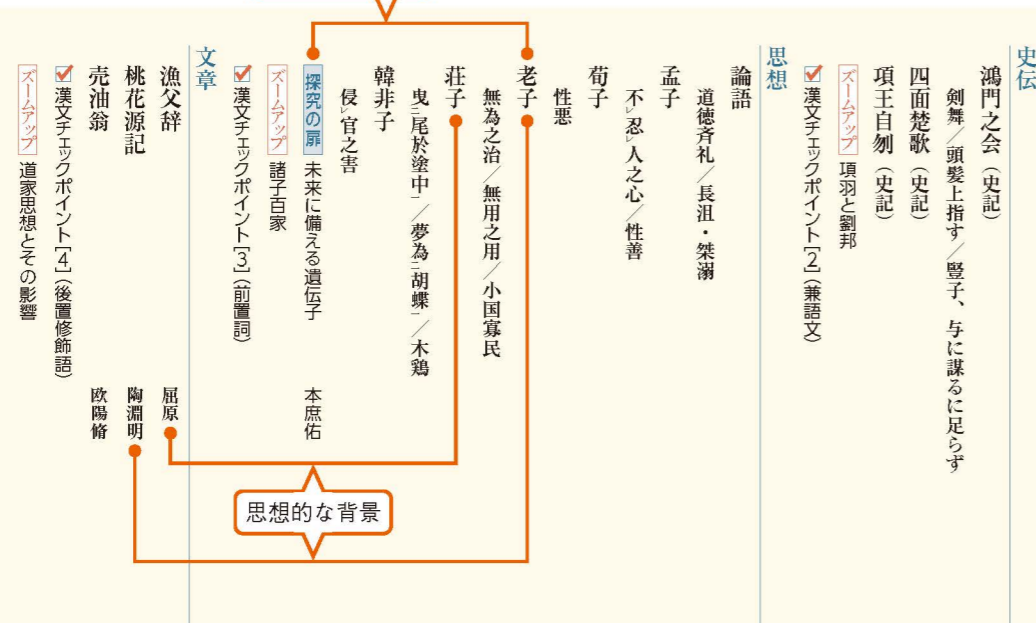 史伝
鴻門之会（史記）
剣舞／頭髪上指す／豎子、与に謀るに足らず
四面楚歌（史記）
項王自刎（史記）
ズームアップ 項羽と劉邦
漢文チェックポイント[2]（兼語文）
思想
論語
道徳斉礼／長沮・桀溺
孟子
不㆑忍㆑人之心／性善
荀子
性悪
老子
無為之治／無用之用／小国寡民
荘子
曳㆓尾於塗中㆒／夢為㆓胡蝶㆒／木鶏
韓非子
侵㆑官之害
探究の扉 未来に備える遺伝子 本庶佑
ズームアップ 諸子百家
漢文チェックポイント[3]（前置詞）
文章
漁父辞 屈原
桃花源記 陶淵明
売油翁 欧陽脩
漢文チェックポイント[4]（後置修飾語）
ズームアップ 道家思想とその影響
思想的な背景